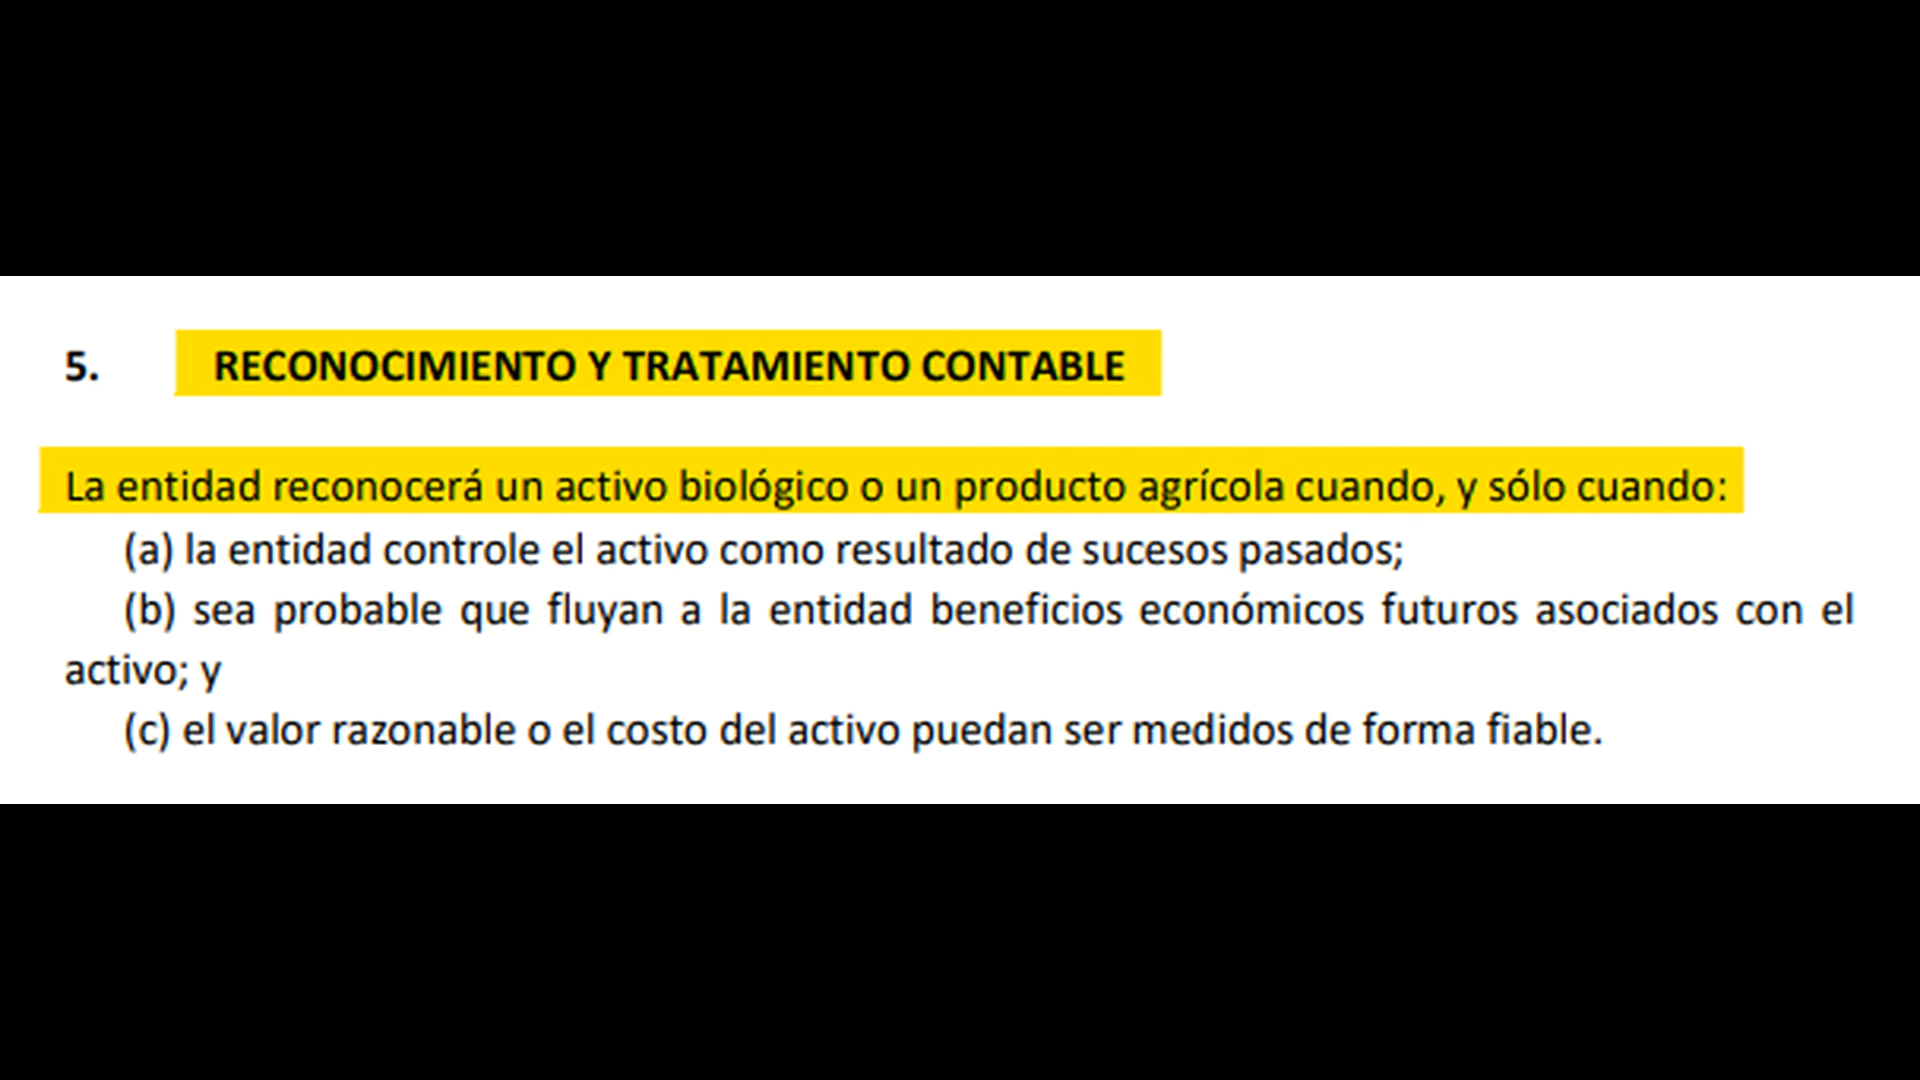 5. RECONOCIMIENTO Y TRATAMIENTO CONTABLE
La entidad reconocerá un activo biológico o un producto agrícola cuando, y sólo cuando:
(a) la entidad controle el activo como resultado de sucesos pasados;
(b) sea probable que fluyan a la entidad beneficios económicos futuros asociados con el
activo; y
(c) el valor razonable o el costo del activo puedan ser medidos de forma fiable.